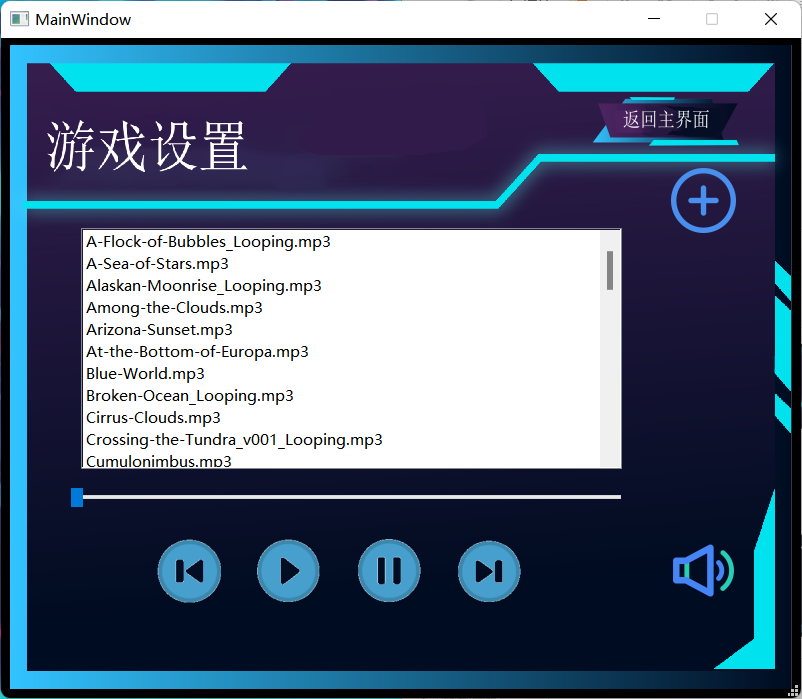 MainWindow
返回主界面
游戏设置
A-Flock-of-Bubbles_Looping.mp3
A-Sea-of-Stars.mp3
Alaskan-Moonrise_Looping.mp3
Among-the-Clouds.mp3
Arizona-Sunset.mp3
At-the-Bottom-of-Europa.mp3
Blue-World.mp3
Broken-Ocean_Looping.mp3
Cirrus-Clouds.mp3
Crossing-the-Tundra_v001_Looping.mp3
Cumulonimbus.mp3